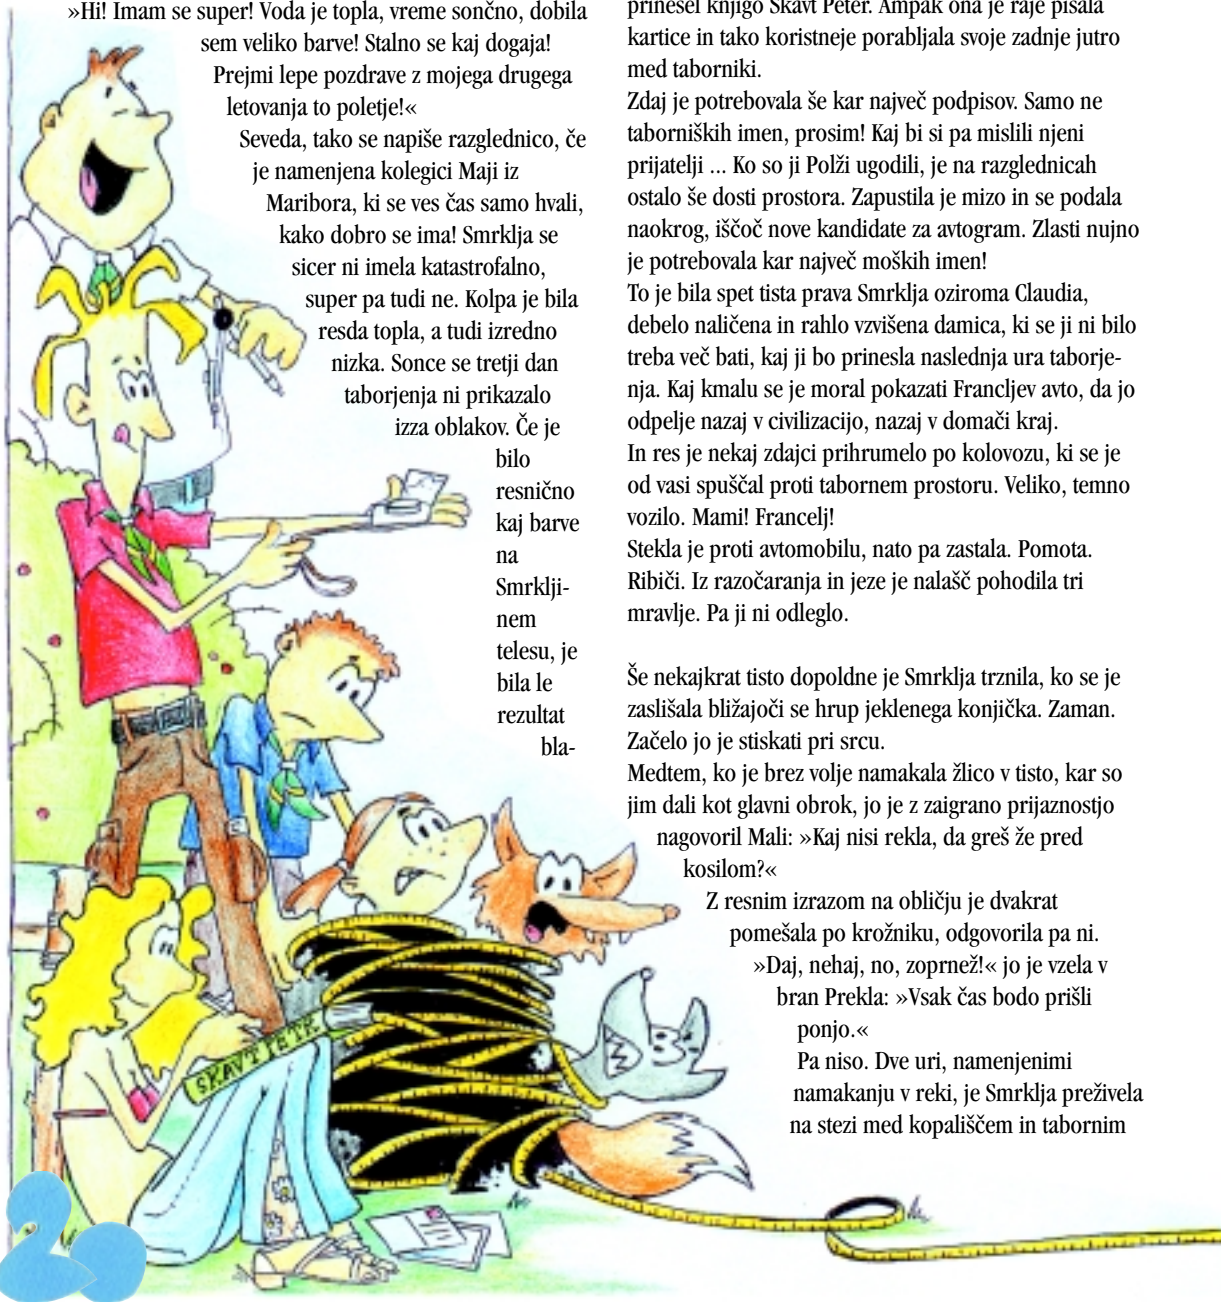 »Hi! Imam se super! Voda je topla, vreme sončno, dobila
sem veliko barve! Stalno se kaj dogaja!
Prejmi lepe pozdrave z mojega drugega
letovanja to poletje!«
Seveda, tako se napiše razglednico, če
je namenjena kolegici Maji iz
Maribora, ki se ves čas samo hvali,
kako dobro se ima! Smrklja se
sicer ni imela katastrofalno,
super pa tudi ne. Kolpa je bila
resda topla, a tudi izredno
nizka. Sonce se tretji dan
taborjenja ni prikazalo
izza oblakov. Če je
bilo
resnično
kaj barve
na
Smrklji-
nem
telesu, je
bila le
rezultat
bla-
prinesel knjigo Skavt Peter. Ampak ona je raje pisala
kartice in tako koristneje porabljala svoje zadnje jutro
med taborniki.
Zdaj je potrebovala še kar največ podpisov. Samo ne
taborniških imen, prosim! Kaj bi si pa mislili njeni
prijatelji ... Ko so ji Polži ugodili, je na razglednicah
ostalo še dosti prostora. Zapustila je mizo in se podala
naokrog, iščoč nove kandidate za avtogram. Zlasti nujno
je potrebovala kar največ moških imen!
To je bila spet tista prava Smrklja oziroma Claudia,
debelo naličena in rahlo vzvišena damica, ki se ji ni bilo
treba več bati, kaj ji bo prinesla naslednja ura taborje-
nja. Kaj kmalu se je moral pokazati Francljev avto, da jo
odpelje nazaj v civilizacijo, nazaj v domači kraj.
In res je nekaj zdajci prihrumelo po kolovozu, ki se je
od vasi spuščal proti tabornem prostoru. Veliko, temno
vozilo. Mami! Francelj!
Stekla je proti avtomobilu, nato pa zastala. Pomota.
Ribiči. Iz razočaranja in jeze je nalašč pohodila tri
mravlje. Pa ji ni odleglo.
Še nekajkrat tisto dopoldne je Smrklja trznila, ko se je
zaslišala bližajoči se hrup jeklenega konjička. Zaman.
Začelo jo je stiskati pri srcu.
Medtem, ko je brez volje namakala žlico v tisto, kar so
jim dali kot glavni obrok, jo je z zaigrano prijaznostjo
nagovoril Mali: »Kaj nisi rekla, da greš že pred
kosilom?«
Z resnim izrazom na obličju je dvakrat
pomešala po krožniku, odgovorila pa ni.
»Daj, nehaj, no, zoprnež!« jo je vzela v
bran Prekla: »Vsak čas bodo prišli
ponjo.«
Pa niso. Dve uri, namenjenimi
namakanju v reki, je Smrklja preživela
na stezi med kopališčem in tabornim
SKAVT PETR
20